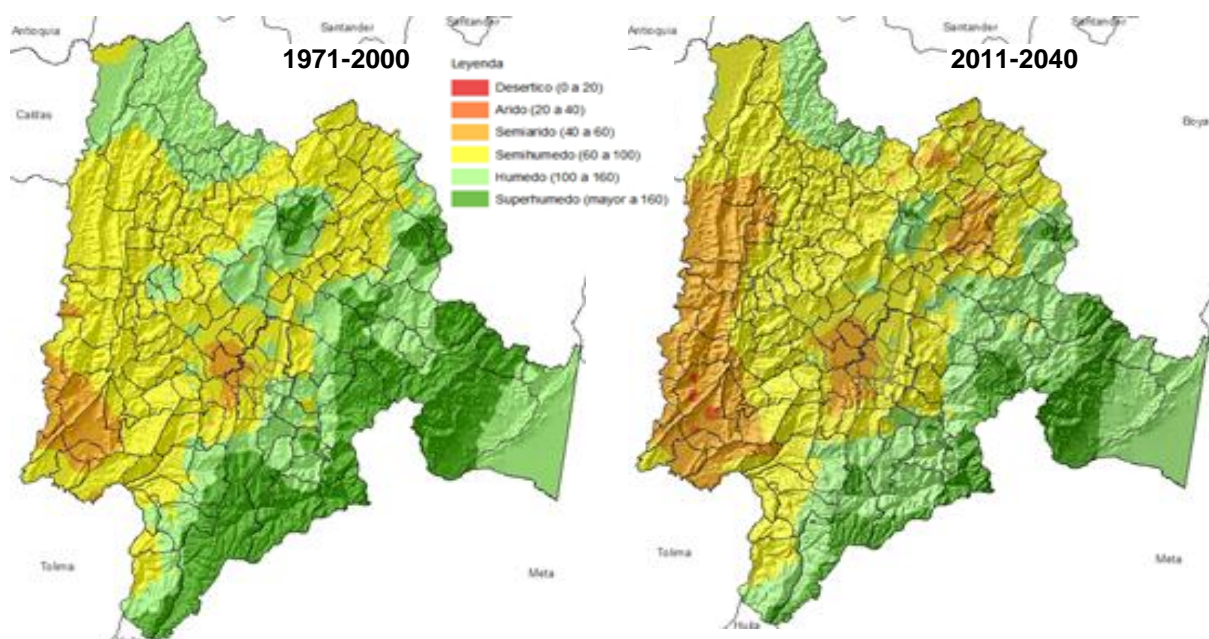 Antioquia
Santander
Santander
1971-2000
Caldas
Tolima
Meta
Leyenda
Desertico (0 a 20)
Arido (20 a 40)
Semiarido (40 a 60)
Semihumedo (60 a 100)
Humedo (100 a 160)
Superhumedo (mayor a 160)
Antioquia
Santander
Santander
2011-2040
Caldas
Boya
Tolima
Meta
Huila